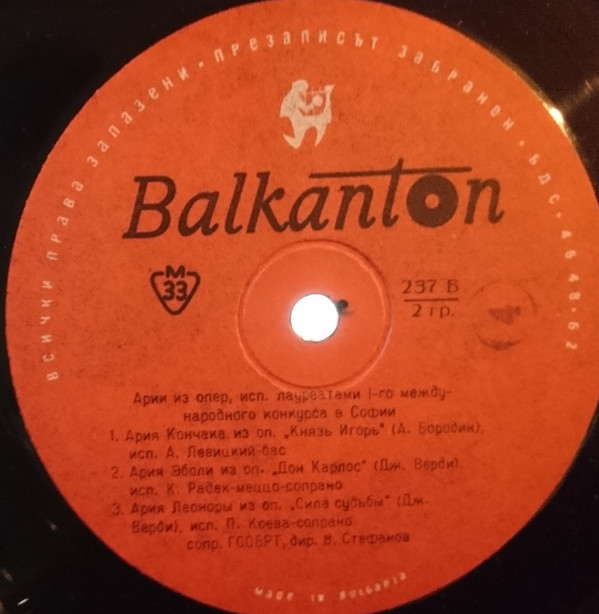 ВСИЧКИ ПРАВА ЗАПАЗЕНИ • ПРЕЗАПИСЪТ ЗАБРАНЕН • БДС • 4648-62
Balkanton
М 33
297 В
2 гр.
Арии из опер, исп. лауреатами I-го между-
народного конкурса в Софии
1. Ария Кончака из оп. „Князь Игорь" (А. Бородин),
исп. А. Левицкий-бас
2. Ария Эболи из оп. „Дон Карлос" (Дж. Верди),
исп. К. Радек-меццо-сопрано
3. Ария Леоноры из оп. „Сила судьбы" (Дж.
Верди), исп. П. Коева-сопрано
сопр. ГСОБРТ, дир. В. Стефанов
MADE IN BULGARIA